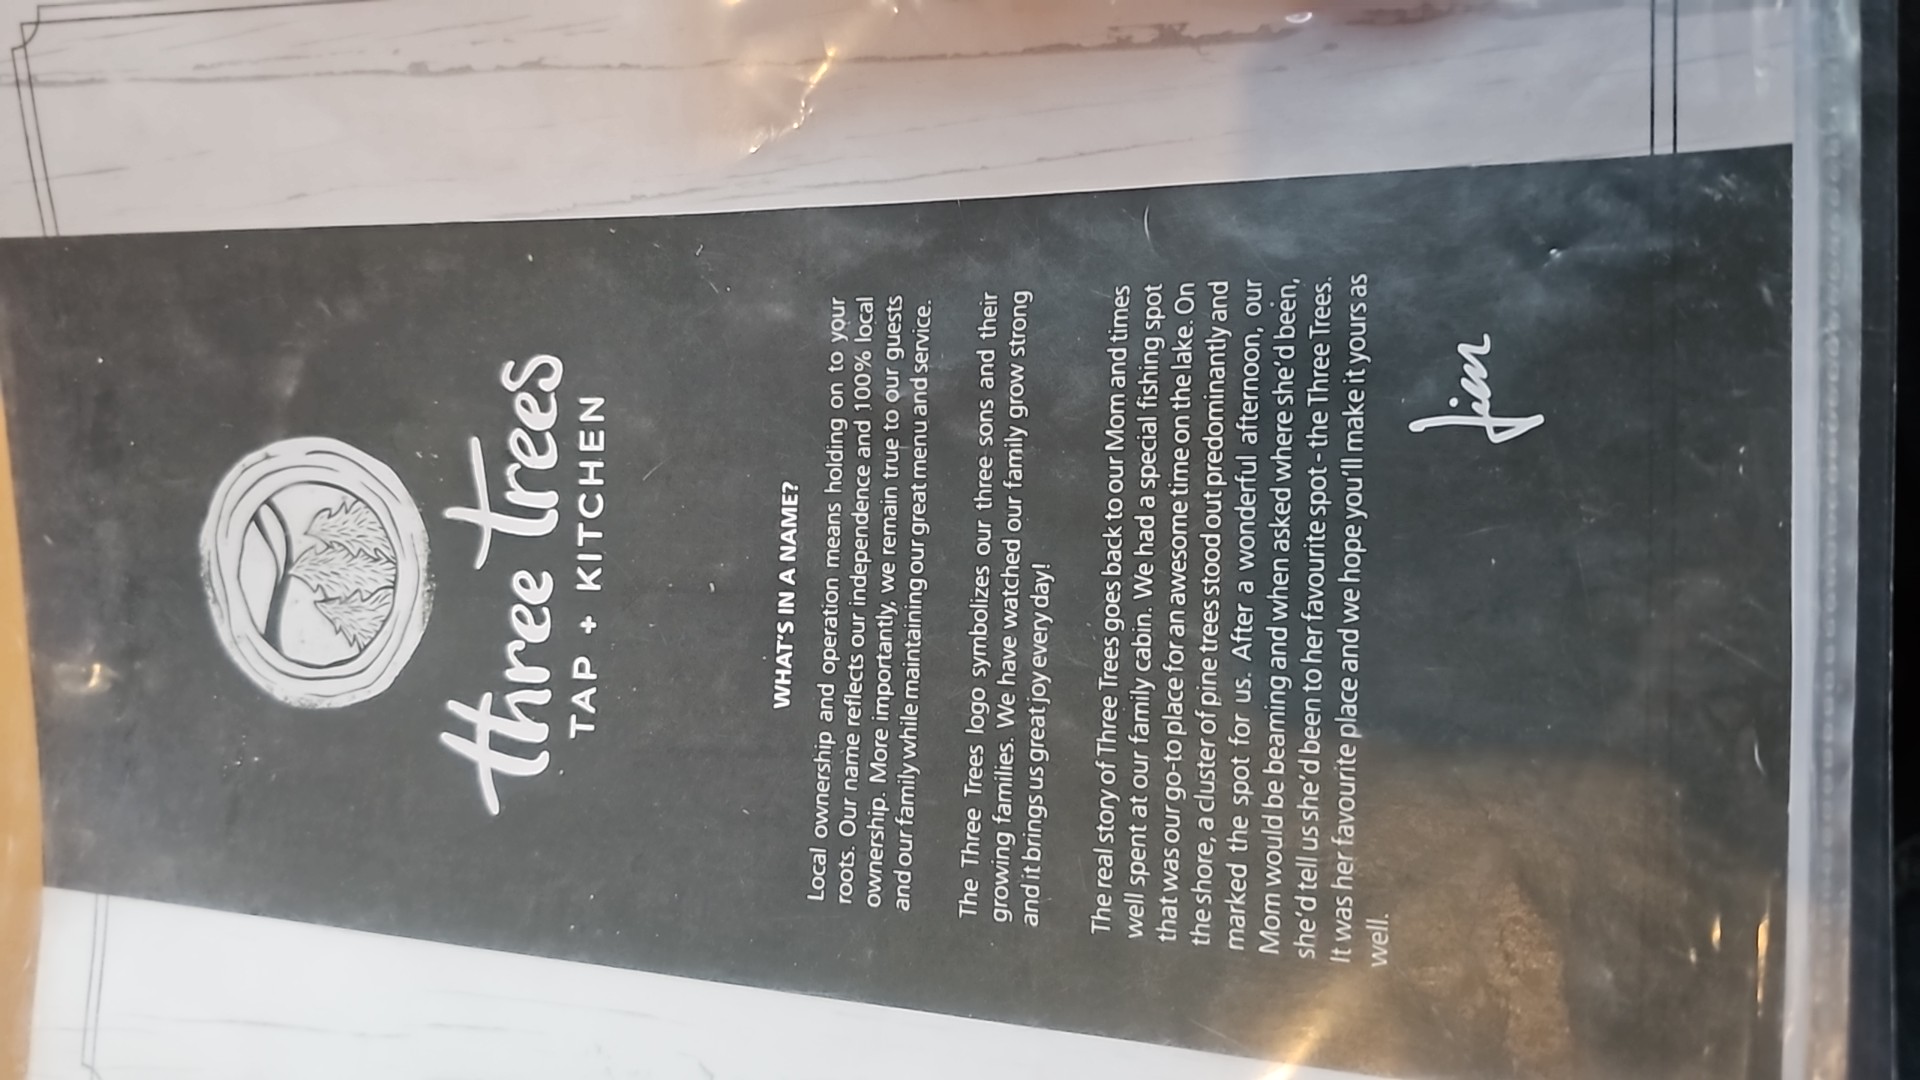 three trees
TAP + KITCHEN
WHAT'S IN A NAME?
Local ownership and operation means holding on to your
roots. Our name reflects our independence and 100% local
ownership. More importantly, we remain true to our guests
and our family while maintaining our great menu and service.
The Three Trees logo symbolizes our three sons and their
growing families. We have watched our family grow strong
and it brings us great joy everyday!
The real story of Three Trees goes back to our Mom and times
well spent at our family cabin. We had a special fishing spot
that was our go-to place for an awesome time on the lake. On
the shore, a cluster of pine trees stood out predominantly and
marked the spot for us. After a wonderful afternoon, our
Mom would be beaming and when asked where she'd been,
she'd tell us she'd been to her favourite spot - the Three Trees.
It was her favourite place and we hope you'll make it yours as
well.
Jim